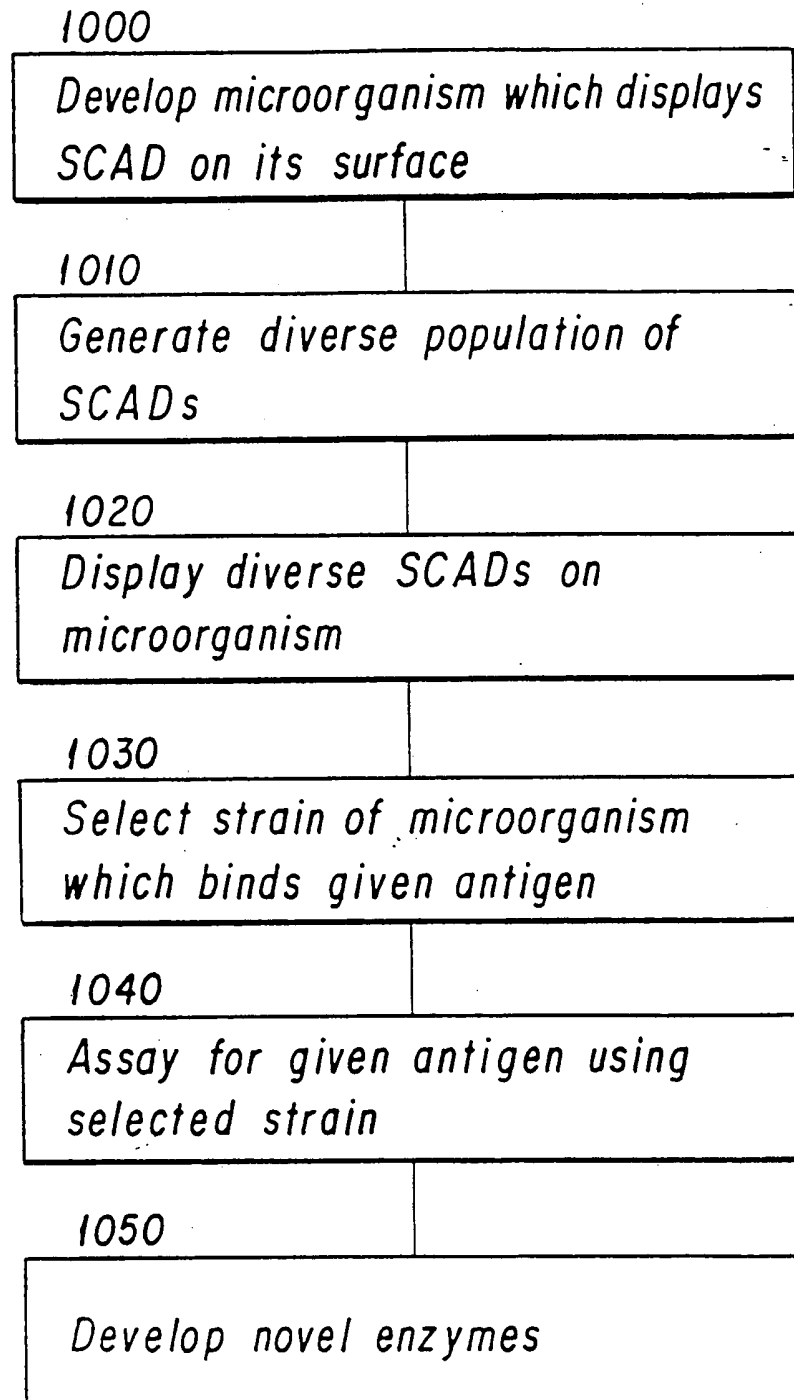 1000
Develop microorganism which displays
SCAD on its surface
1010
Generate diverse population of
SCADs
1020
Display diverse SCADs on
microorganism
1030
Select strain of microorganism
which binds given antigen
1040
Assay for given antigen using
selected strain
1050
Develop novel enzymes